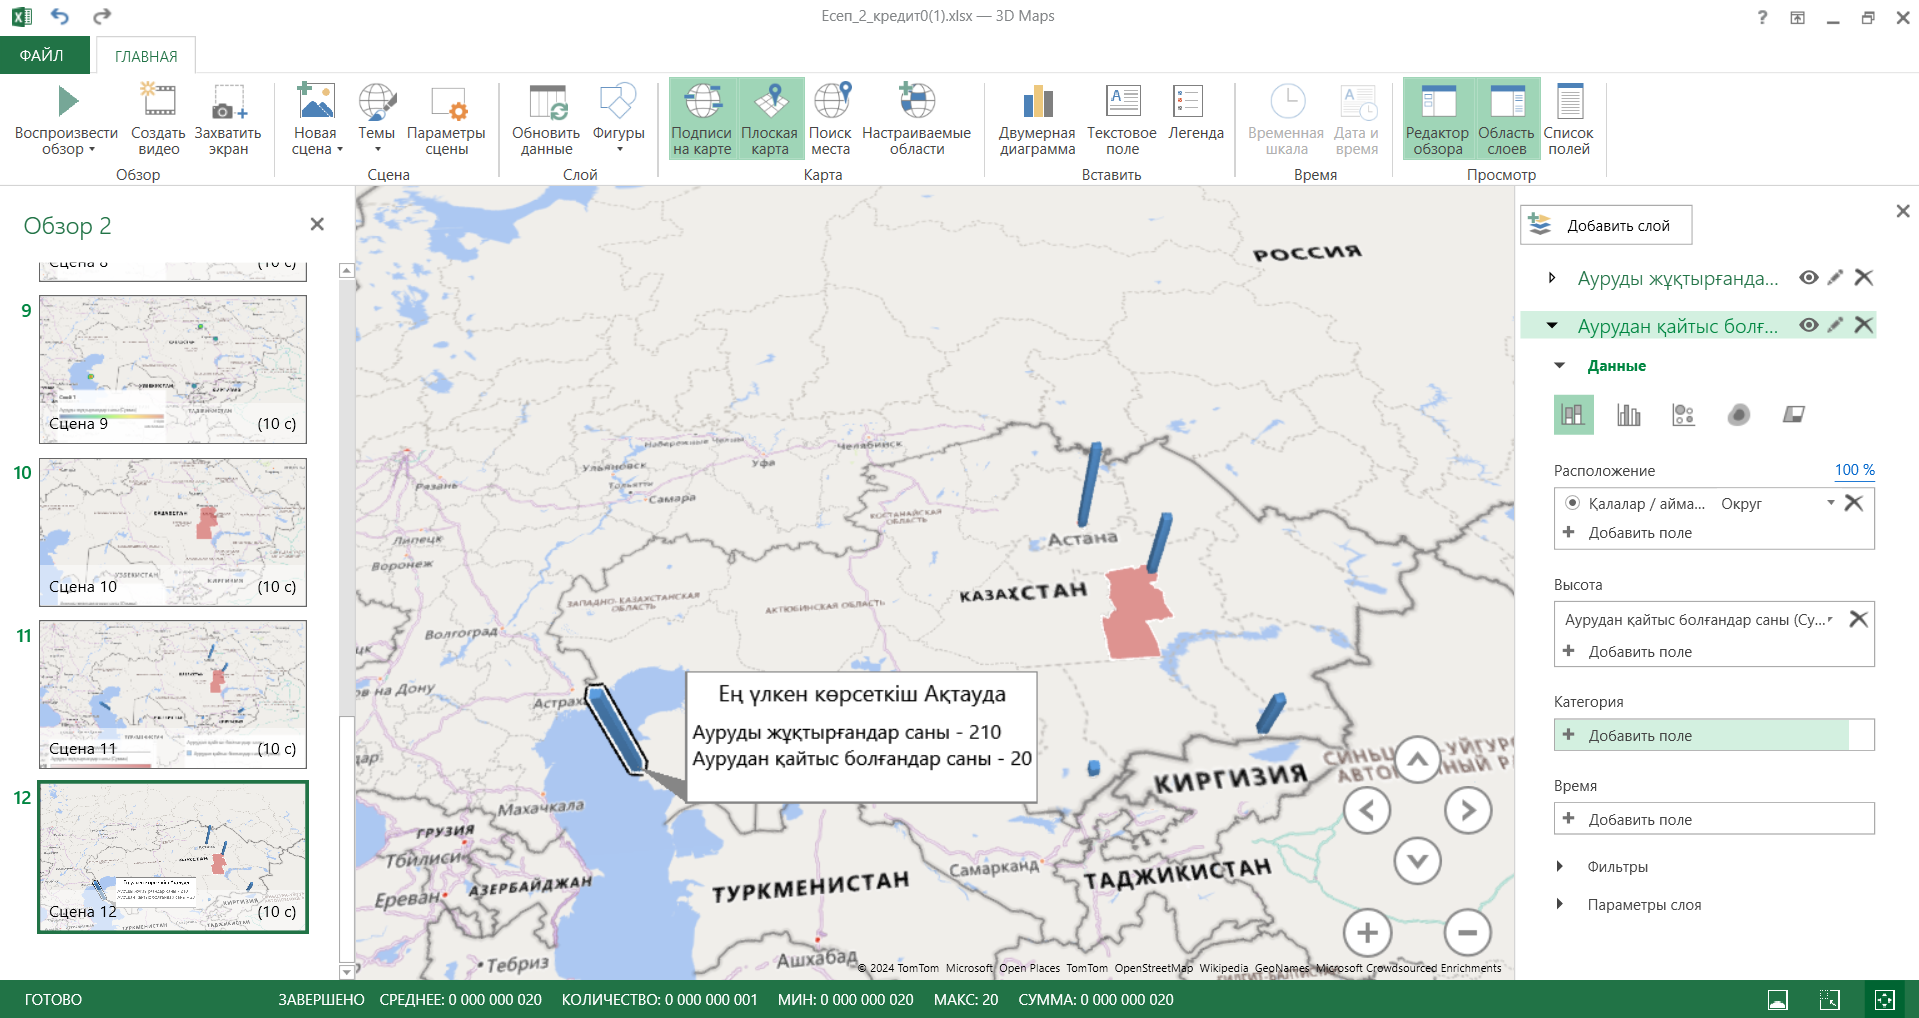 Есеп_2_кредит0(1).xlsx — 3D Maps
?
ФАЙЛ
ГЛАВНАЯ
Воспроизвести обзор
Создать видео
Захватить экран
Обзор
Новая сцена
Темы
Параметры сцены
Сцена
Обновить данные
Фигуры
Слой
Подписи на карте
Плоская карта
Поиск места
Настраиваемые области
Карта
Двумерная диаграмма
Текстовое поле
Легенда
Вставить
Временная шкала
Дата и время
Время
Редактор обзора
Область слоев
Список полей
Просмотр
Обзор 2
Сцена 8 (10 с)
9
Сцена 9 (10 с)
10
Сцена 10 (10 с)
11
Сцена 11 (10 с)
12
Сцена 12 (10 с)
РОССИЯ
Набережные Челны
Челябинск
Ульяновск
Уфа
Тольятти
Рязань
Самара
КОСТАНАЙСКАЯ ОБЛАСТЬ
Липецк
Астана
Воронеж
КАЗАХСТАН
ЗАПАДНО-КАЗАХСТАНСКАЯ ОБЛАСТЬ
АКТЮБИНСКАЯ ОБЛАСТЬ
Волгоград
ов на Дону
Астрах
Ең үлкен көрсеткіш Ақтауда
Ауруды жұқтырғандар саны - 210
Аурудан қайтыс болғандар саны - 20
КИРГИЗИЯ
Махачкала
ГРУЗИЯ
Тбилиси
АЗЕРБАЙДЖАН
Ереван
ТУРКМЕНИСТАН
Самарканд
ТАДЖИКИСТАН
Тебриз
Ашхабад
© 2024 TomTom Microsoft Open Places TomTom OpenStreetMap Wikipedia GeoNames Microsoft Crowdsourced Enrichments
Добавить слой
Ауруды жұқтырғанда...
Аурудан қайтыс болғ...
Данные
Расположение 100 %
Қалалар / айма... Округ
Добавить поле
Высота
Аурудан қайтыс болғандар саны (Су...
Добавить поле
Категория
Добавить поле
Время
Добавить поле
Фильтры
Параметры слоя
ГОТОВО ЗАВЕРШЕНО СРЕДНЕЕ: 0 000 000 020 КОЛИЧЕСТВО: 0 000 000 001 МИН: 0 000 000 020 МАКС: 20 СУММА: 0 000 000 020